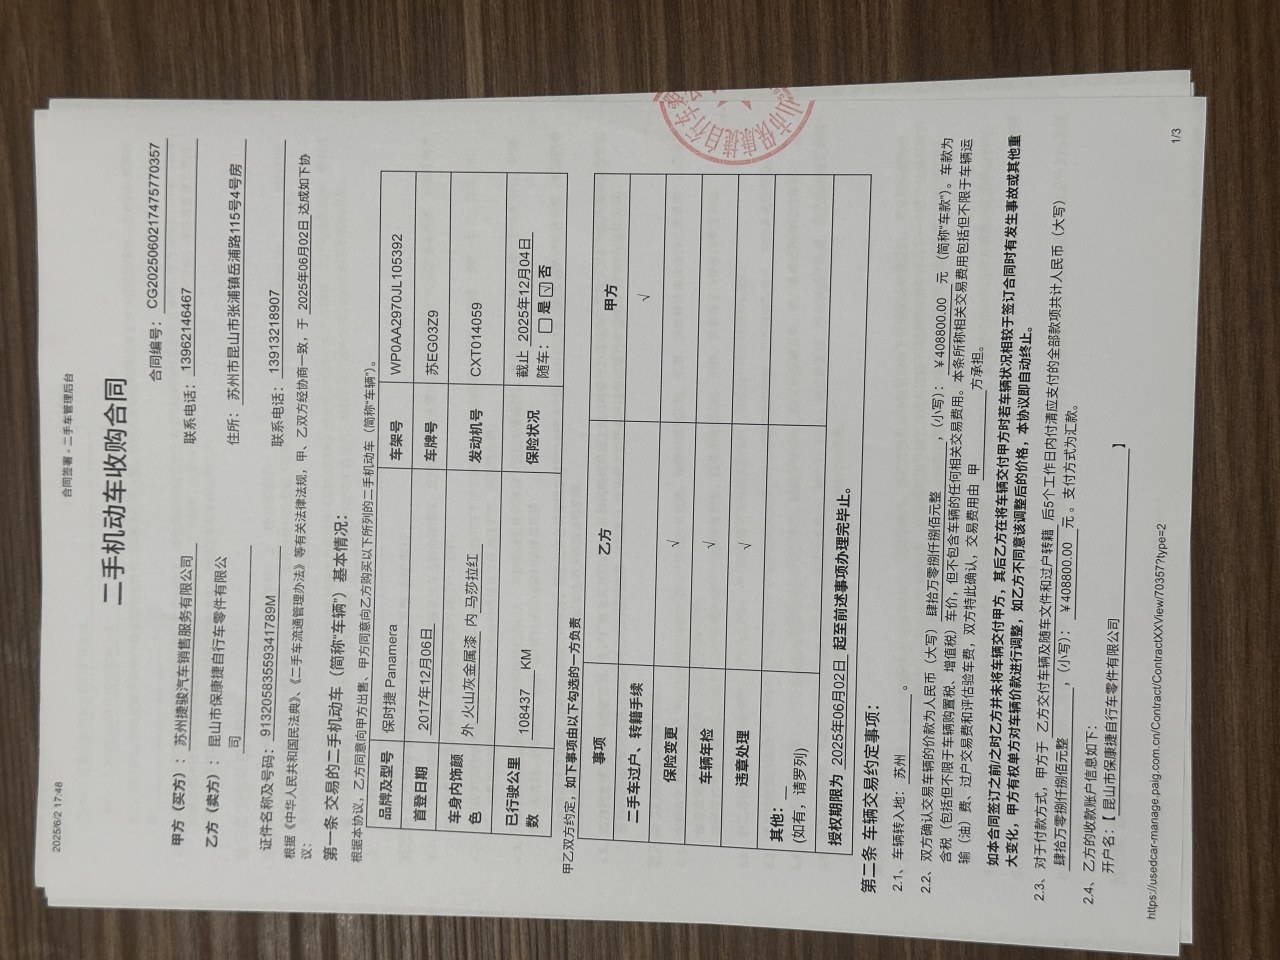 2025/6/2 17:48
合同签署 - 二手车管理后台
二手机动车收购合同
合同编号： CG2025060217475770357
甲方（买方）： 苏州捷骏汽车销售服务有限公司 联系电话： 13962146467
乙方（卖方）： 昆山市保康捷自行车零件有限公 住所： 苏州市昆山市张浦镇岳浦路115号4号房
司
证件名称及号码： 91320583559341789M 联系电话： 13913218907
根据《中华人民共和国民法典》、《二手车流通管理办法》等有关法律法规，甲、乙双方经协商一致，于 2025年06月02日 达成如下协
议：
第一条 交易的二手机动车（简称“车辆”）基本情况：
根据本协议，乙方同意向甲方出售、甲方同意向乙方购买以下所列的二手机动车（简称“车辆”）。
品牌及型号 保时捷 Panamera 车架号 WP0AA2970JL105392
首登日期 2017年12月06日 车牌号 苏EG03Z9
车身内饰颜
色 外 火山灰金属漆 内 马莎拉红 发动机号 CXT014059
已行驶公里
数 108437 KM 保险状况 截止 2025年12月04日
随车： □ 是 ☑ 否
甲乙双方约定，如下事项由以下勾选的一方负责
事项 乙方 甲方
二手车过户、转籍手续 √
保险变更 √
车辆年检 √
违章处理 √
其他：
(如有，请罗列)
授权期限为 2025年06月02日 起至前述事项办理完毕止。
第二条 车辆交易约定事项：
2.1、车辆转入地： 苏州 。
2.2、双方确认交易车辆的价款为人民币（大写） 肆拾万零捌仟捌佰元整 ，（小写）： ￥408800.00 元 （简称“车款”）。车款为
含税（包括但不限于车辆购置税、增值税）车价，但不包含车辆的任何相关交易费用。本条所称相关交易费用包括但不限于车辆运
输（油）费、过户交易费和评估验车费，双方特此确认，交易费用由 甲 方承担。
如本合同签订之前/之时乙方并未将车辆交付甲方，其后乙方在将车辆交付甲方时若车辆状况相较于签订合同时有发生事故或其他重
大变化，甲方有权单方对车辆价款进行调整，如乙方不同意该调整后的价格，本协议即自动终止。
2.3、对于付款方式，甲方于 乙方交付车辆及随车文件和过户转籍 后5个工作日内付清应支付的全部款项共计人民币（大写）
肆拾万零捌仟捌佰元整 ，（小写）： ￥408800.00 元 。支付方式为汇款。
2.4、乙方的收款账户信息如下：
开户名：【 昆山市保康捷自行车零件有限公司 】
https://usedcar-manage.paig.com.cn/Contract/ContractXXView/70357?type=2
1/3
山市保康捷自行车零